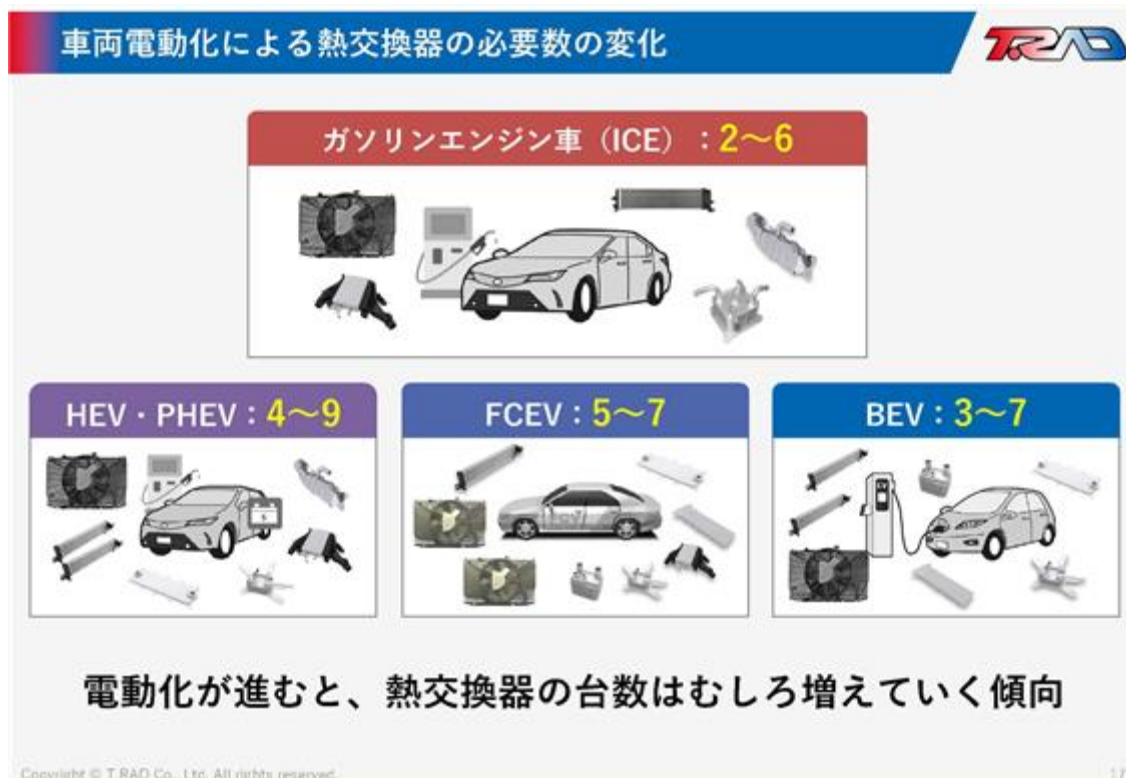 車両電動化による熱交換器の必要数の変化
T.RAD
ガソリンエンジン車（ICE）：2～6
HEV・PHEV：4～9
FCEV：5～7
BEV：3～7
電動化が進むと、熱交換器の台数はむしろ増えていく傾向
Copyright © T.RAD Co., Ltd. All rights reserved.